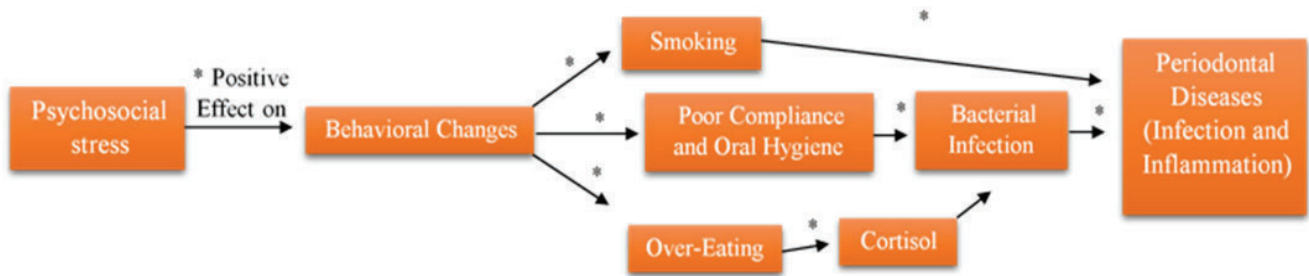 Psychosocial
stress
* Positive
Effect on
Behavioral Changes
*
Smoking
*
*
Poor Compliance
and Oral Hygiene
*
Bacterial
Infection
*
*
Over-Eating
*
Cortisol
Periodontal
Diseases
(Infection and
Inflammation)